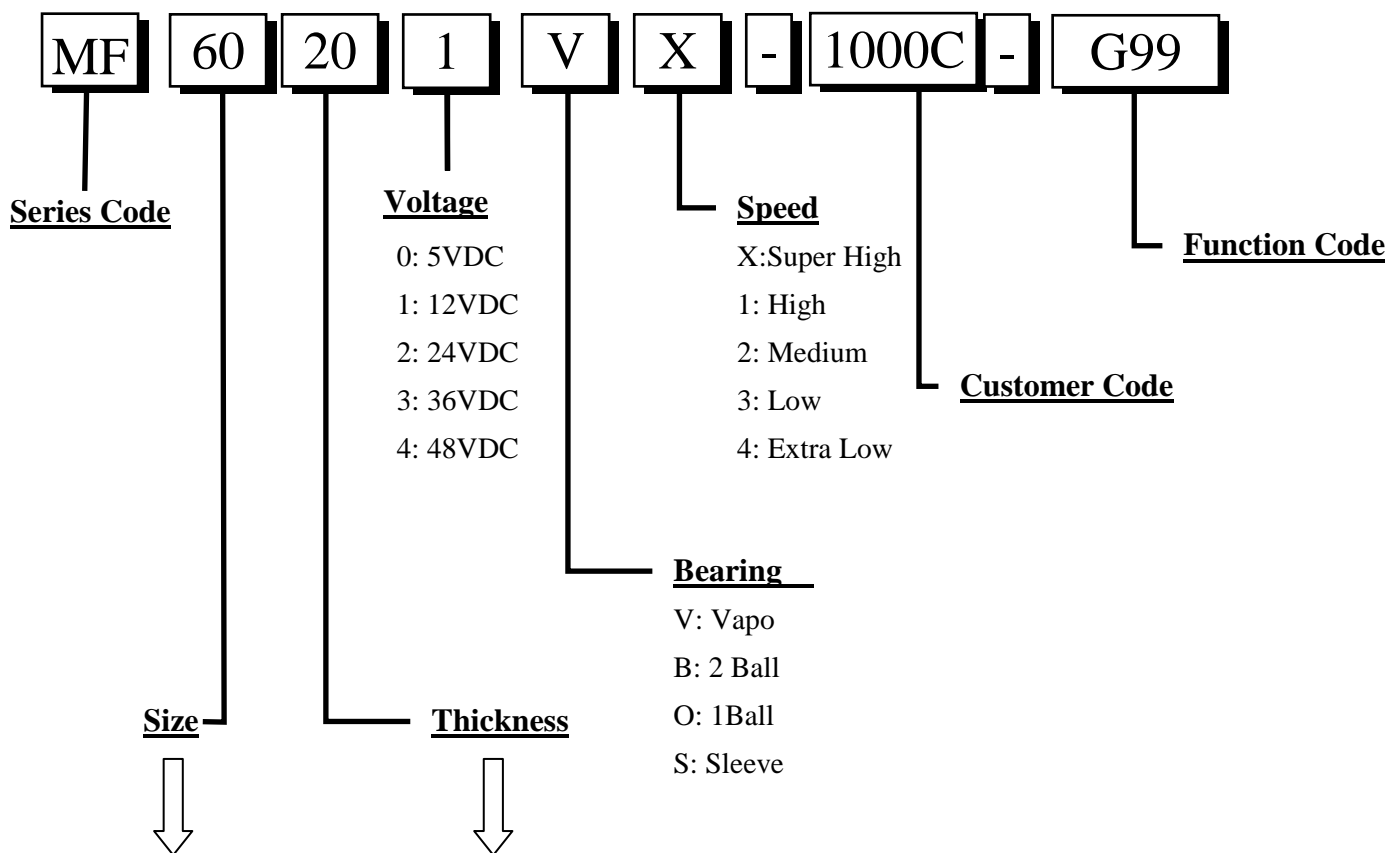 MF 60 20 1 V X - 1000C - G99
Series Code
Voltage
0: 5VDC
1: 12VDC
2: 24VDC
3: 36VDC
4: 48VDC
Speed
X:Super High
1: High
2: Medium
3: Low
4: Extra Low
Function Code
Customer Code
Bearing
V: Vapo
B: 2 Ball
O: 1Ball
S: Sleeve
Size
Thickness